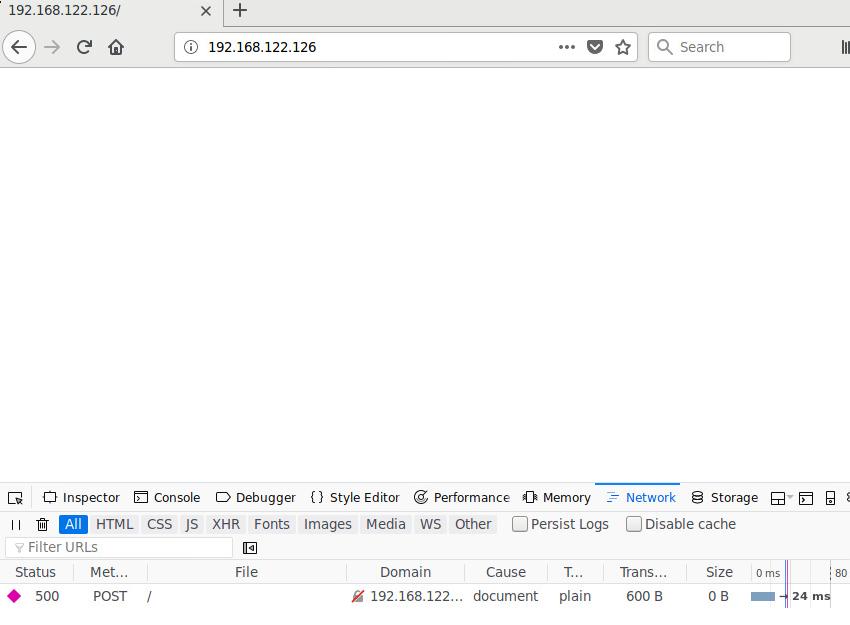 192.168.122.126/
192.168.122.126
Search
Inspector Console Debugger {} Style Editor Performance Memory Network Storage
All HTML CSS JS XHR Fonts Images Media WS Other Persist Logs Disable cache
Filter URLs
Status Met... File Domain Cause T... Trans... Size 0 ms 80
500 POST / 192.168.122... document plain 600 B 0 B → 24 ms